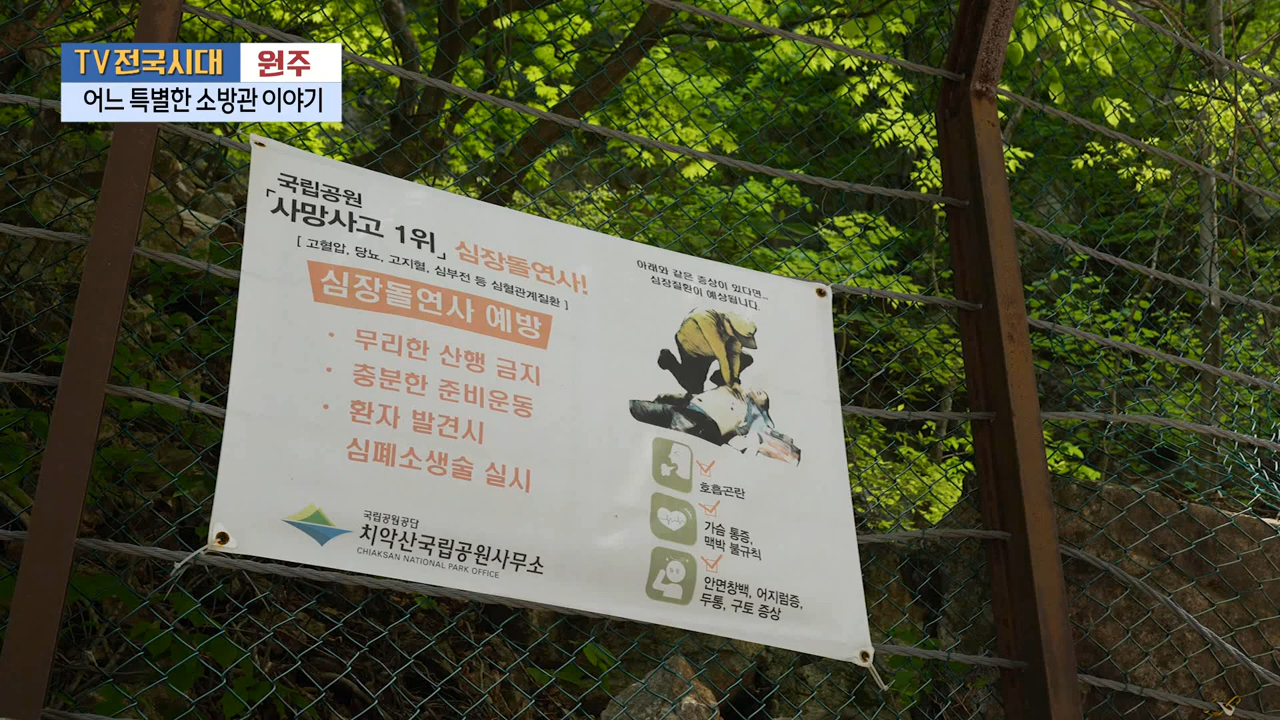 TV전국시대 원주
어느 특별한 소방관 이야기
국립공원
「사망사고 1위」 심장돌연사!
[ 고혈압, 당뇨, 고지혈, 심부전 등 심혈관계질환 ]
심장돌연사 예방
• 무리한 산행 금지
• 충분한 준비운동
• 환자 발견시
심폐소생술 실시
국립공원공단
치악산국립공원사무소
CHIAKSAN NATIONAL PARK OFFICE
아래와 같은 증상이 있다면...
심장질환이 예상됩니다.
호흡곤란
가슴 통증,
맥박 불규칙
안면창백, 어지럼증,
두통, 구토 증상